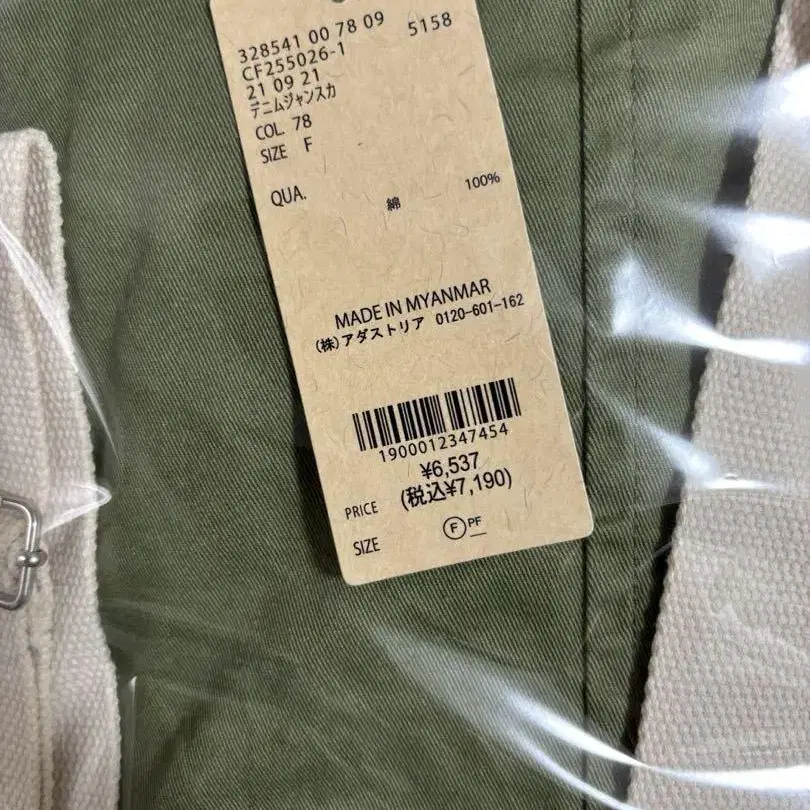 328541 00 78 09 5158
CF255026-1
21 09 21
デニムジャンスカ
COL. 78
SIZE F
QUA. 綿 100%
MADE IN MYANMAR
(株)アダストリア 0120-601-162
1900012347454
¥6,537
PRICE (税込¥7,190)
SIZE F PF